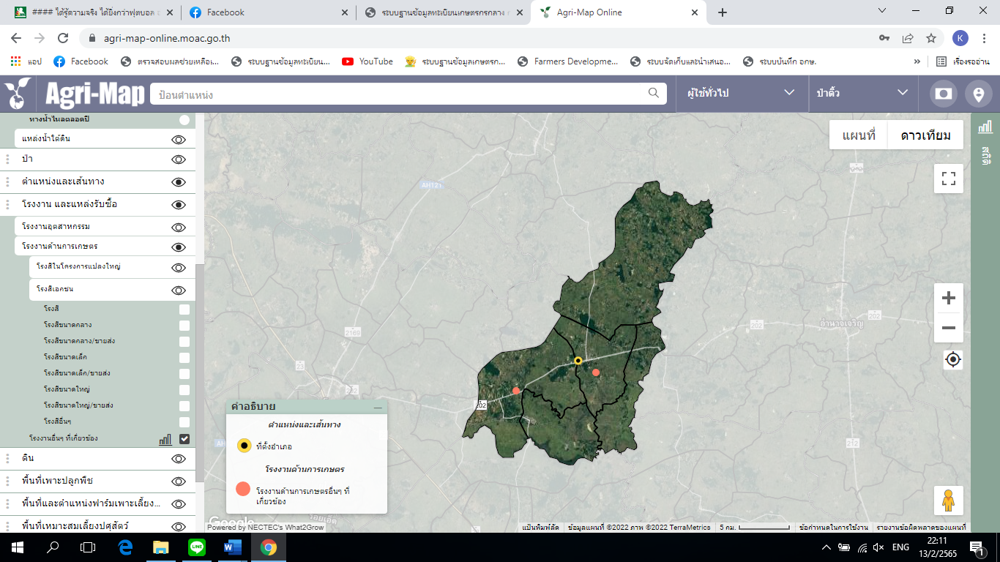 #### ได้รู้ความจริง ได้ยิ่งกว่าฟุตบอล
Facebook
ระบบฐานข้อมูลทะเบียนเกษตรกรกลาง
Agri-Map Online
agri-map-online.moac.go.th
K
แอป
Facebook
ตรวจสอบผลช่วยเหลือเ...
ระบบฐานข้อมูลทะเบียน...
YouTube
ระบบฐานข้อมูลเกษตรก...
Farmers Developme...
ระบบจัดเก็บและนำเสนอ...
ระบบบันทึก อกษ.
»
เรื่องรออ่าน
Agri-Map
ป้อนตำแหน่ง
ผู้ใช้ทั่วไป
ป่าติ้ว
ทางน้ำไหลตลอดปี
แหล่งน้ำใต้ดิน
ป่า
ตำแหน่งและเส้นทาง
โรงงาน และแหล่งรับซื้อ
โรงงานอุตสาหกรรม
โรงงานด้านการเกษตร
โรงสีในโครงการแปลงใหญ่
โรงสีเอกชน
โรงสี
โรงสีขนาดกลาง
โรงสีขนาดกลาง/ขายส่ง
โรงสีขนาดเล็ก
โรงสีขนาดเล็ก/ขายส่ง
โรงสีขนาดใหญ่
โรงสีขนาดใหญ่/ขายส่ง
โรงสีอื่นๆ
โรงงานอื่นๆ ที่เกี่ยวข้อง
ดิน
พื้นที่เพาะปลูกพืช
พื้นที่และตำแหน่งฟาร์มเพาะเลี้ยง...
พื้นที่เหมาะสมเลี้ยงปศุสัตว์
แผนที่
ดาวเทียม
สถิติ
AH121
2169
23
202
202
202
อำนาจเจริญ
212
202
คำอธิบาย
ตำแหน่งและเส้นทาง
ที่ตั้งอำเภอ
โรงงานด้านการเกษตร
โรงงานด้านการเกษตรอื่นๆ ที่
เกี่ยวข้อง
ร้อยเอ็ด
Google
Powered by NECTEC's What2Grow
แป้นพิมพ์ลัด
ข้อมูลแผนที่ ©2022 ภาพ ©2022 TerraMetrics
5 กม.
ข้อกำหนดในการใช้งาน
รายงานข้อผิดพลาดของแผนที่
ENG
22:11
13/2/2565
1